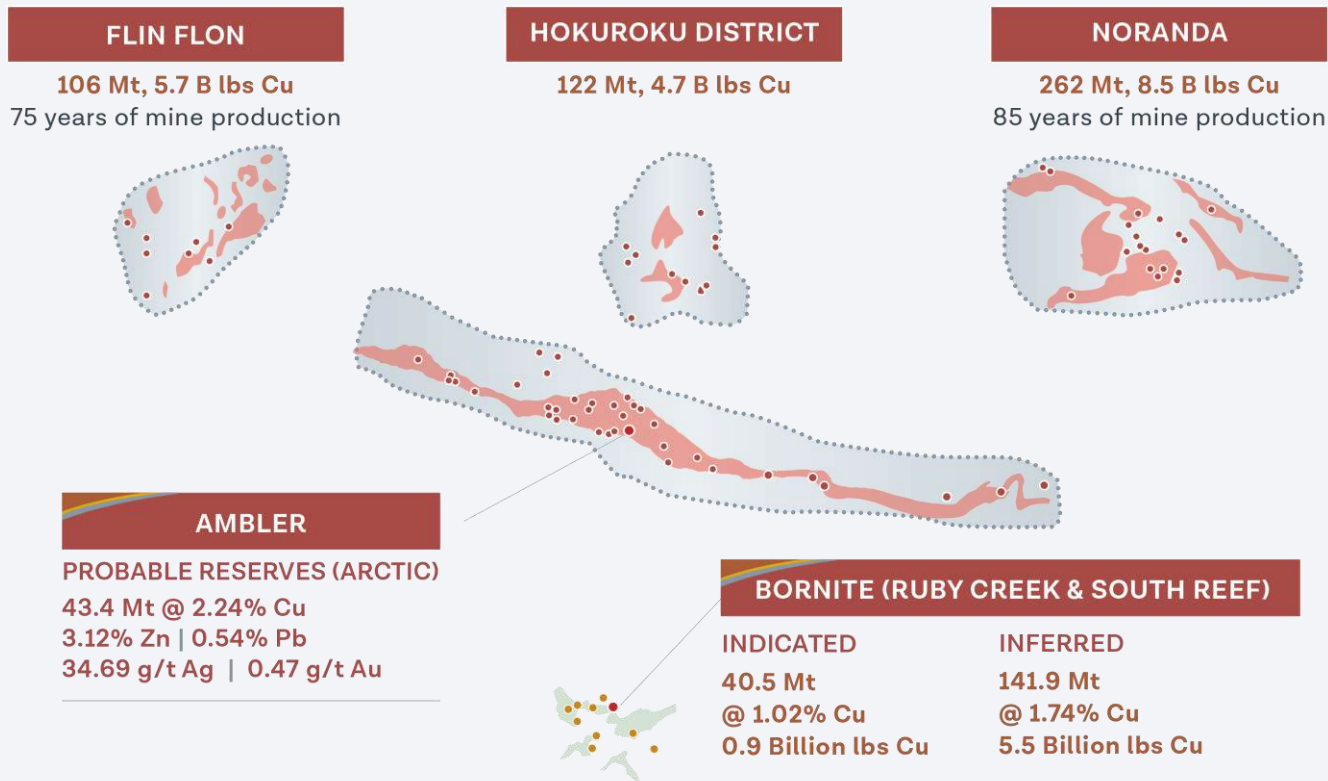 FLIN FLON
106 Mt, 5.7 B lbs Cu
75 years of mine production
HOKUROKU DISTRICT
122 Mt, 4.7 B lbs Cu
NORANDA
262 Mt, 8.5 B lbs Cu
85 years of mine production
AMBLER
PROBABLE RESERVES (ARCTIC)
43.4 Mt @ 2.24% Cu
3.12% Zn | 0.54% Pb
34.69 g/t Ag | 0.47 g/t Au
BORNITE (RUBY CREEK & SOUTH REEF)
INDICATED
40.5 Mt
@ 1.02% Cu
0.9 Billion lbs Cu
INFERRED
141.9 Mt
@ 1.74% Cu
5.5 Billion lbs Cu